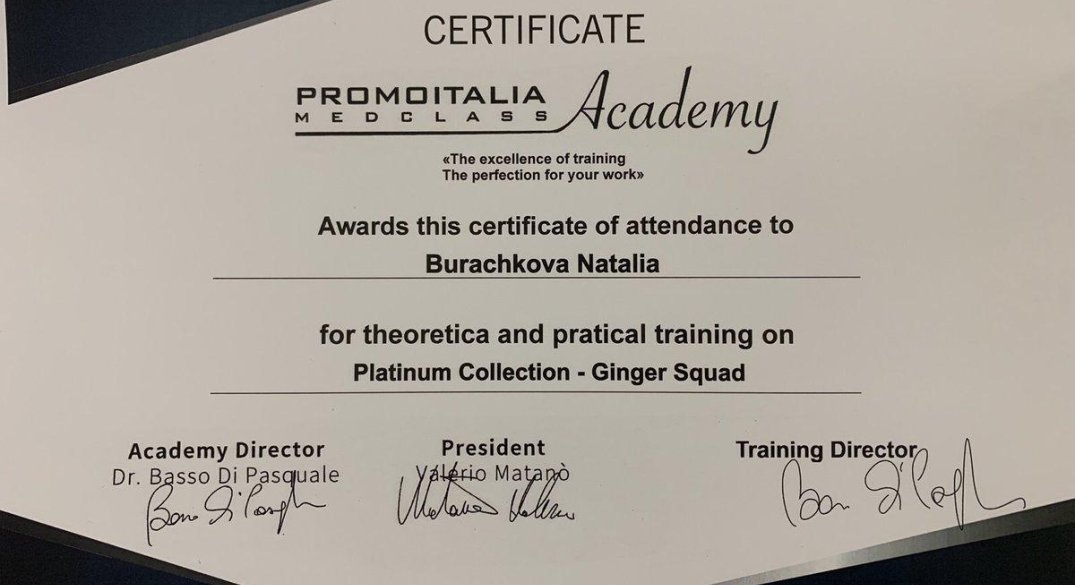 CERTIFICATE
PROMOITALIA Academy
MEDCLASS
«The excellence of training
The perfection for your work»
Awards this certificate of attendance to
Burachkova Natalia
for theoretica and pratical training on
Platinum Collection - Ginger Squad
Academy Director
Dr. Basso Di Pasquale
President
Valério Matanò
Training Director